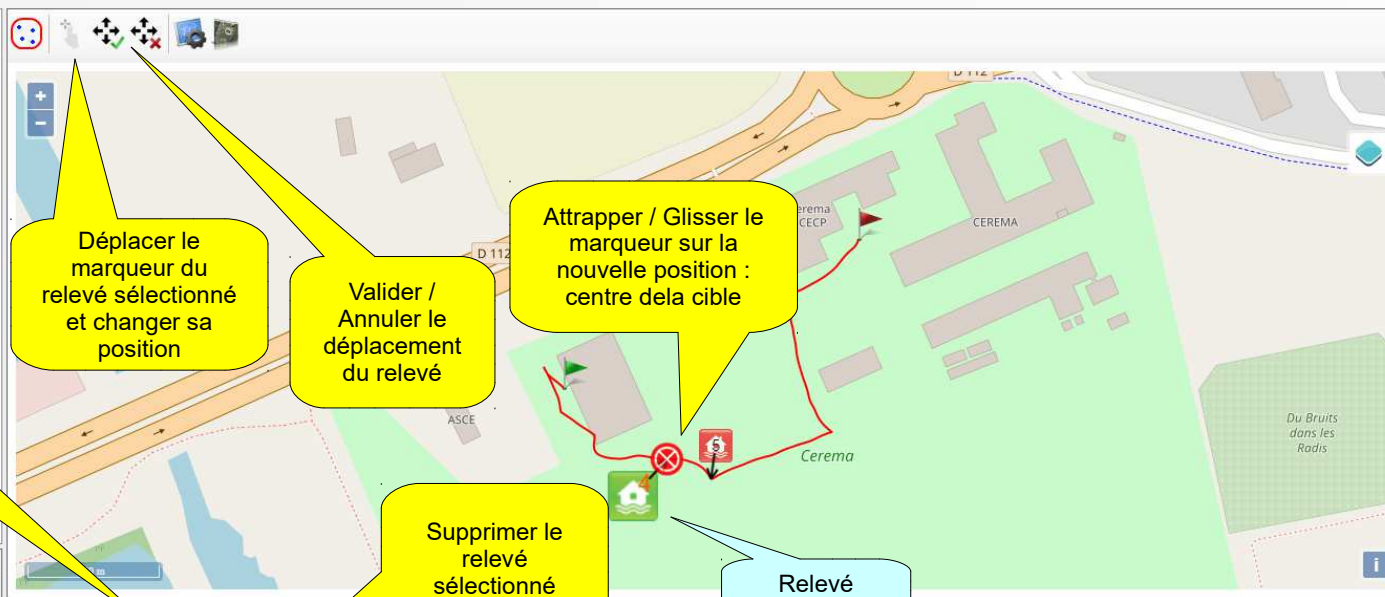 +
−
D 112
Déplacer le
marqueur du
relevé sélectionné
et changer sa
position
Valider /
Annuler le
déplacement
du relevé
D 112
Attrapper / Glisser le
marqueur sur la
nouvelle position :
centre dela cible
CECP
CEREMA
ASCE
5
4
Cerema
Du Bruits
dans les
Radis
Supprimer le
relevé
sélectionné
Relevé
i